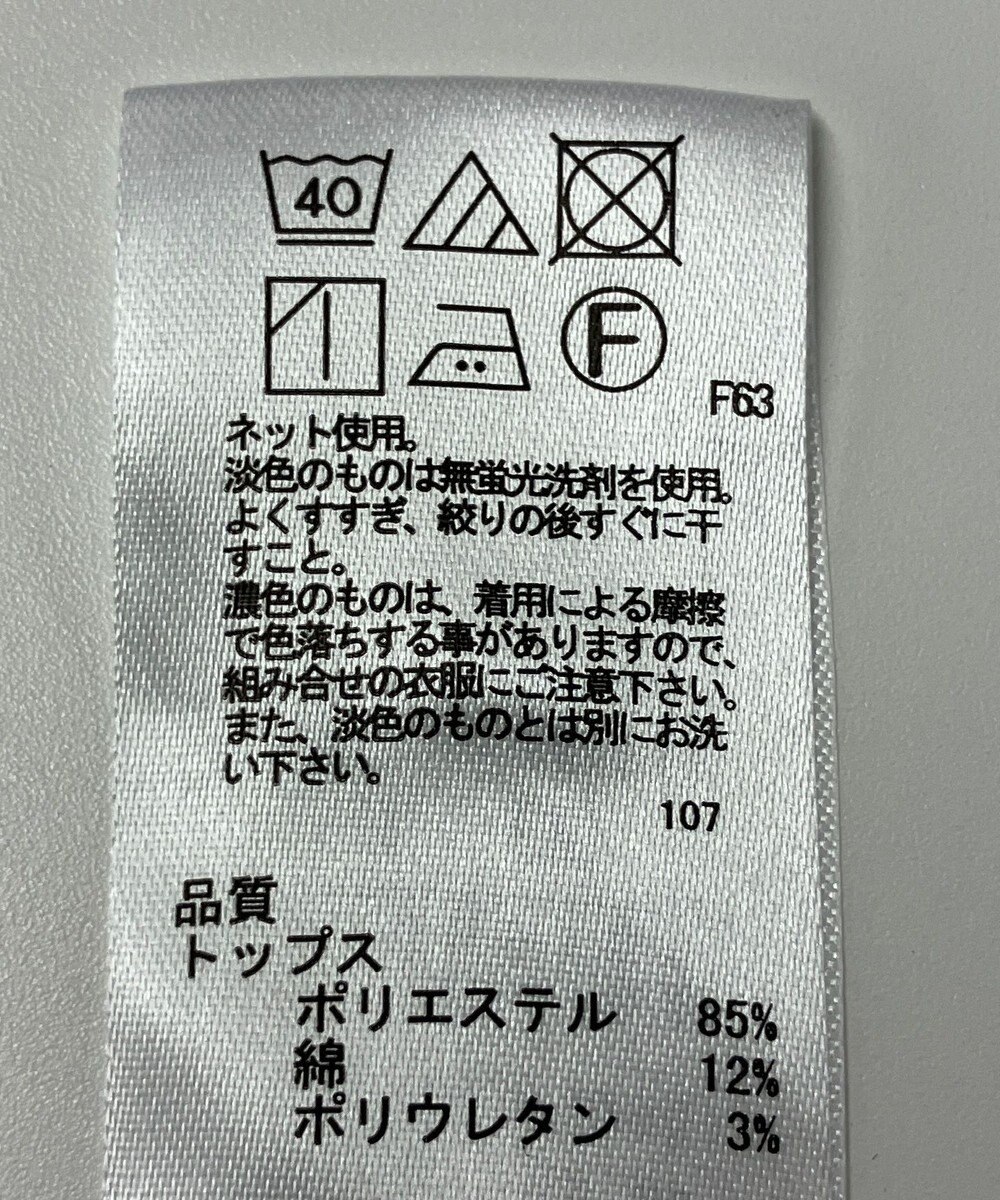 40
F
F63
ネット使用。
淡色のものは無蛍光洗剤を使用。
よくすすぎ、絞りの後すぐに干
すこと。
濃色のものは、着用による摩擦
で色落ちする事がありますので、
組み合せの衣服にご注意下さい。
また、淡色のものとは別にお洗
い下さい。
107
品質
トップス
ポリエステル 85%
綿 12%
ポリウレタン 3%